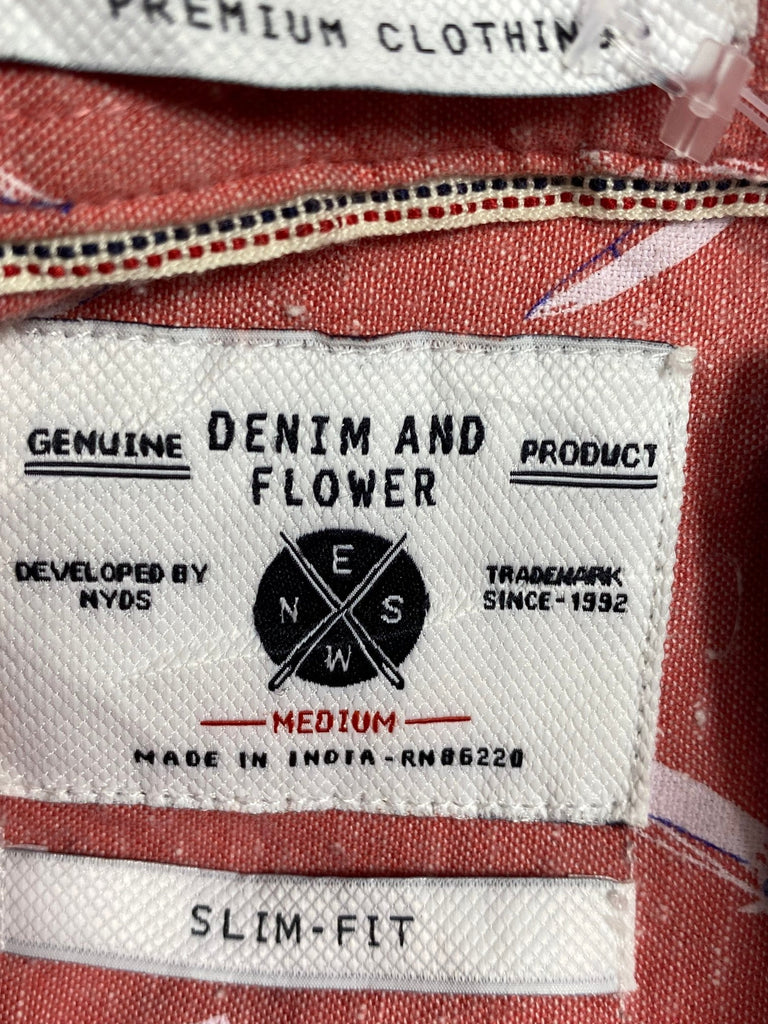 PREMIUM CLOTHING
GENUINE
DENIM AND
FLOWER
PRODUCT
DEVELOPED BY
NYDS
E
N S
W
TRADEMARK
SINCE-1992
MEDIUM
MADE IN INDIA-RN86220
SLIM-FIT